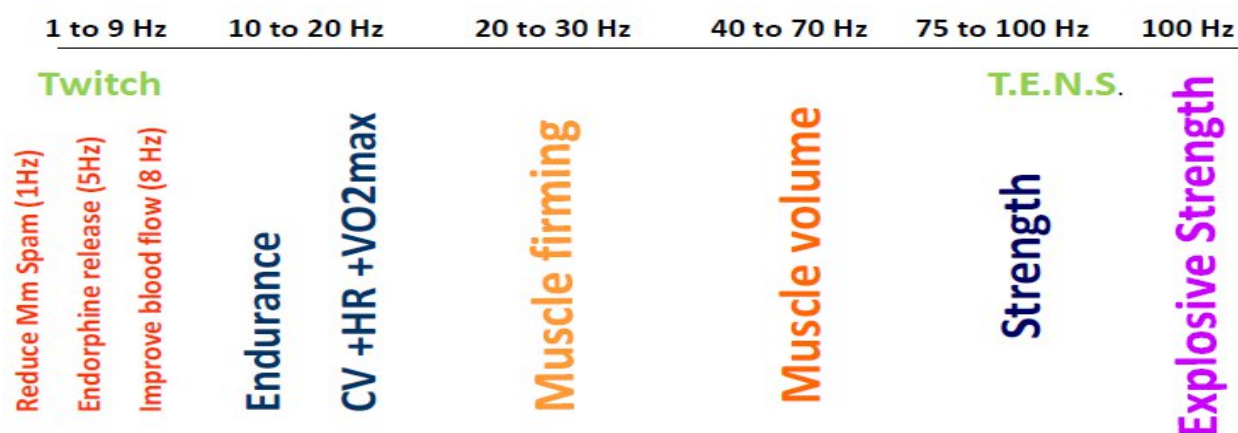 1 to 9 Hz 10 to 20 Hz 20 to 30 Hz 40 to 70 Hz 75 to 100 Hz 100 Hz
Twitch T.E.N.S.
Reduce Mm Spam (1Hz)
Endorphine release (5Hz)
Improve blood flow (8 Hz)
Endurance
CV +HR +VO2max
Muscle firming
Muscle volume
Strength
Explosive Strength